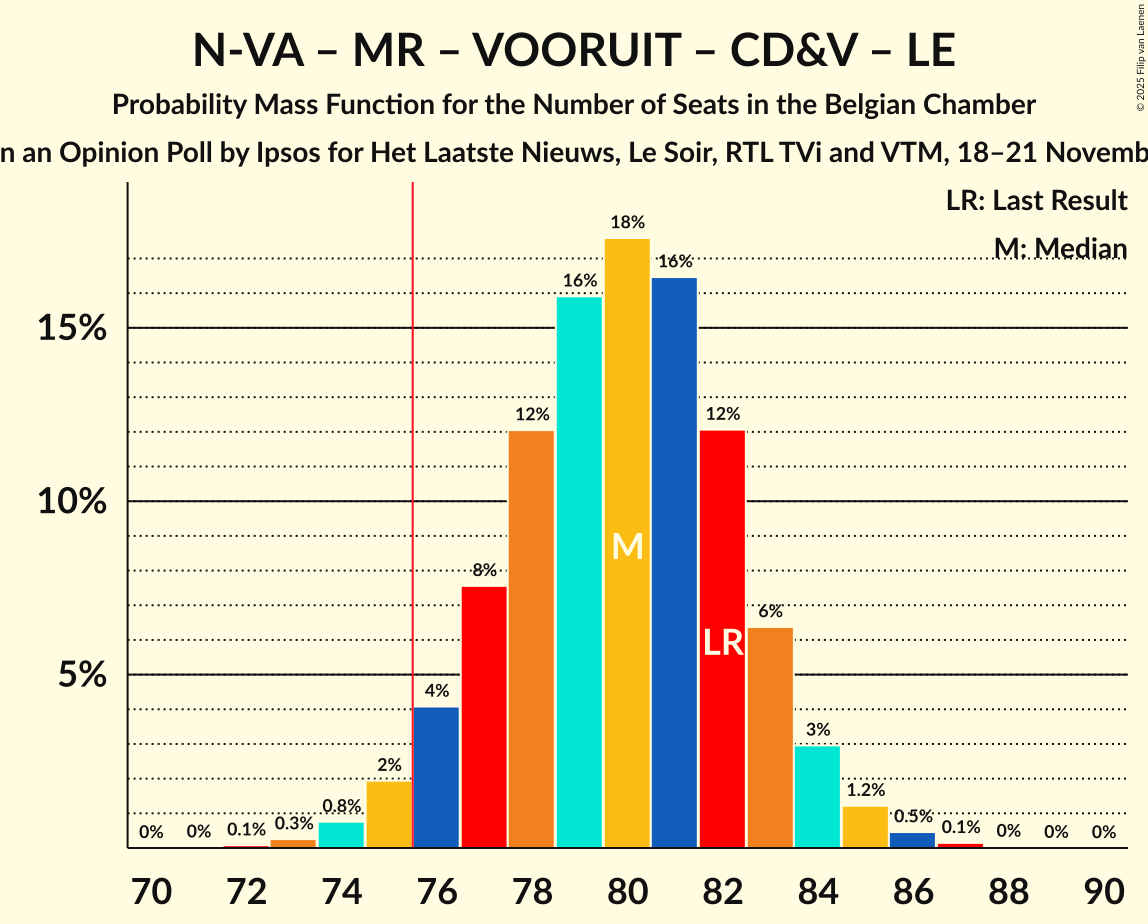 N-VA – MR – VOORUIT – CD&V – LE
Probability Mass Function for the Number of Seats in the Belgian Chamber
n an Opinion Poll by Ipsos for Het Laatste Nieuws, Le Soir, RTL TVi and VTM, 18–21 Novemb
© 2025 Filip van Laenen
LR: Last Result
M: Median
15%
10%
5%
0% 0% 0.1% 0.3% 0.8% 2% 4% 8% 12% 16% 18% 16% 12% 6% 3% 1.2% 0.5% 0.1% 0% 0% 0%
M
LR
70 72 74 76 78 80 82 84 86 88 90